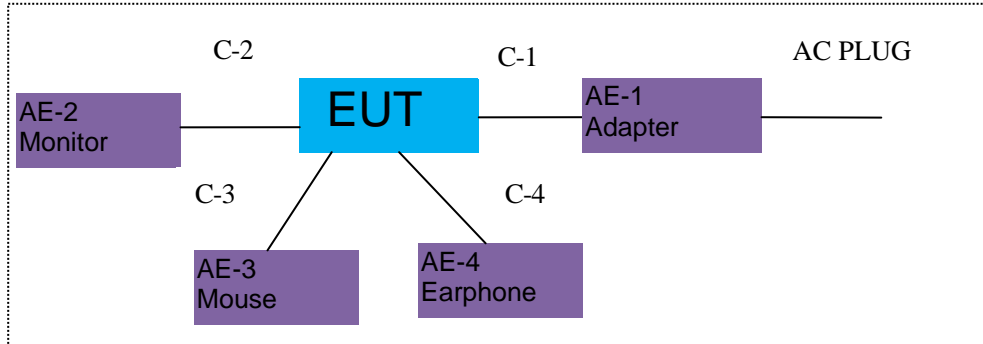 C-2
C-1
AC PLUG
AE-2
Monitor
EUT
AE-1
Adapter
C-3
C-4
AE-3
Mouse
AE-4
Earphone